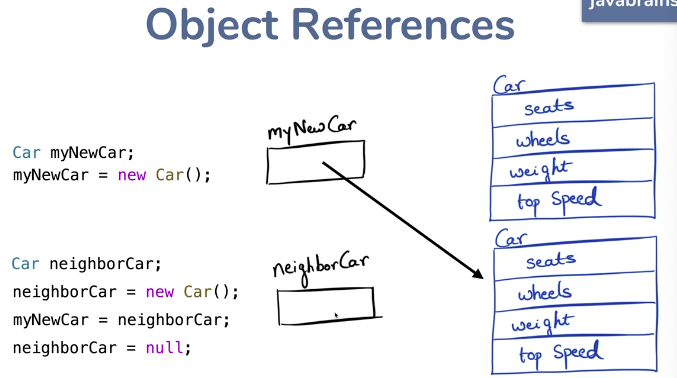 javabrains
Object References
Car myNewCar;
myNewCar = new Car();
myNewCar
Car
seats
wheels
weight
top Speed
Car neighborCar;
neighborCar = new Car();
myNewCar = neighborCar;
neighborCar = null;
neighborCar
Car
seats
wheels
weight
top Speed